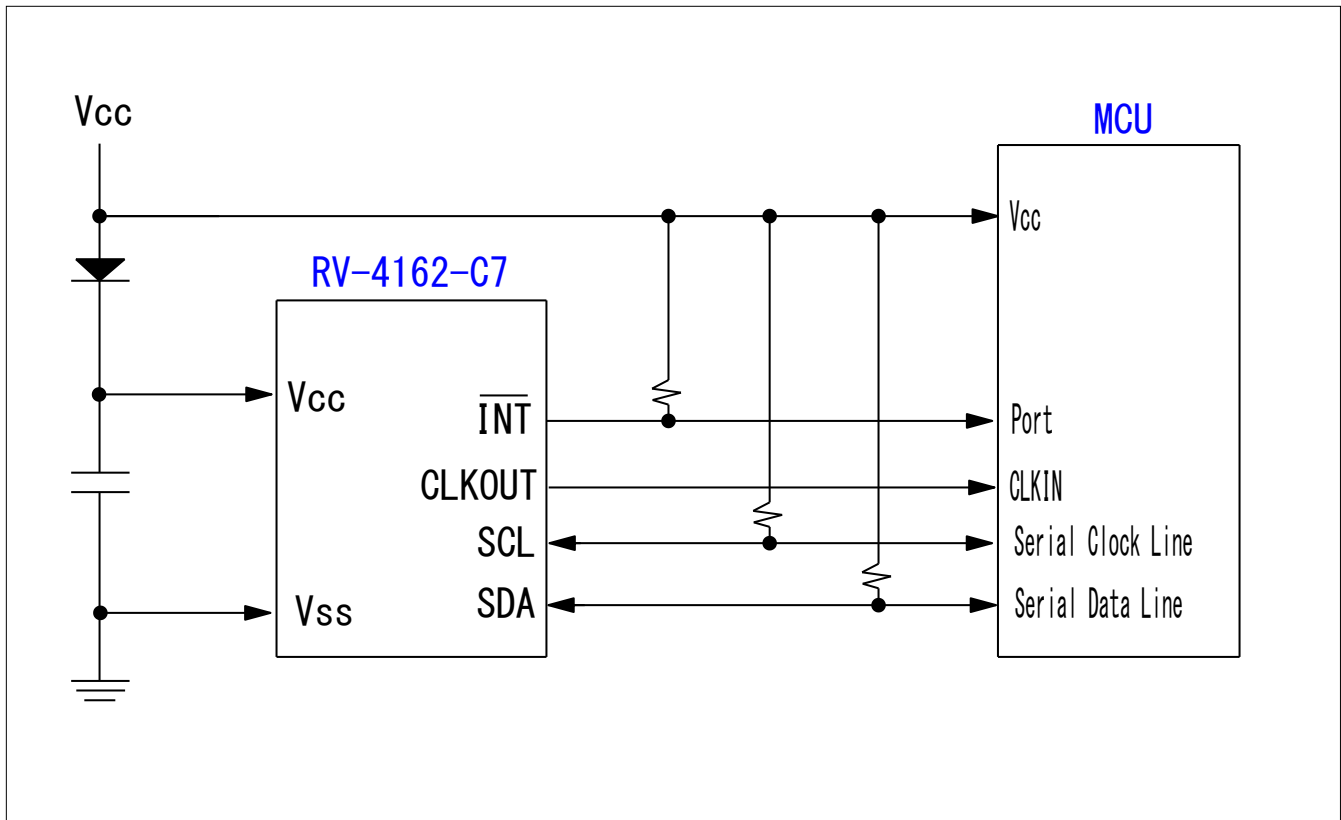 Vcc
MCU
Vcc
RV-4162-C7
Vcc
INT
Port
CLKOUT
CLKIN
SCL
Serial Clock Line
Vss
SDA
Serial Data Line